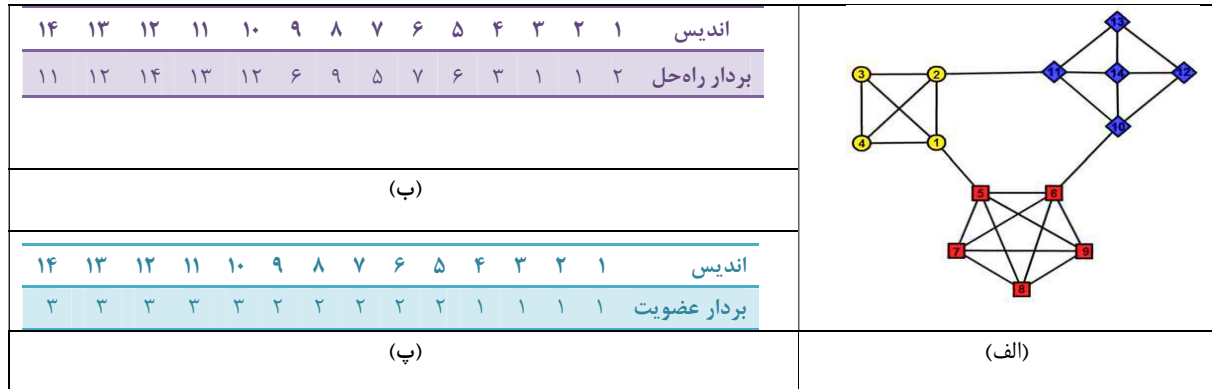 اندیس ۱ ۲ ۳ ۴ ۵ ۶ ۷ ۸ ۹ ۱۰ ۱۱ ۱۲ ۱۳ ۱۴
بردار راه‌حل ۲ ۱ ۱ ۳ ۶ ۷ ۵ ۹ ۶ ۱۲ ۱۳ ۱۴ ۱۲ ۱۱
(ب)
اندیس ۱ ۲ ۳ ۴ ۵ ۶ ۷ ۸ ۹ ۱۰ ۱۱ ۱۲ ۱۳ ۱۴
بردار عضویت ۱ ۱ ۱ ۱ ۲ ۲ ۲ ۲ ۲ ۳ ۳ ۳ ۳ ۳
(پ)
13
3 2 11 14 12
10
4 1
5 6
7 9
8
(الف)